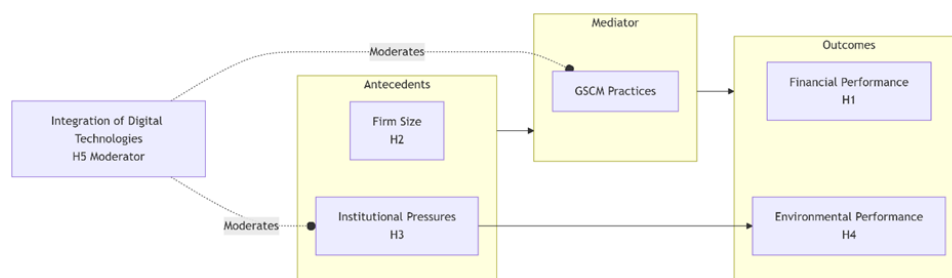 Mediator
Outcomes
Moderates
Antecedents
GSCM Practices
Financial Performance
H1
Integration of Digital
Technologies
H5 Moderator
Firm Size
H2
Moderates
Institutional Pressures
H3
Environmental Performance
H4